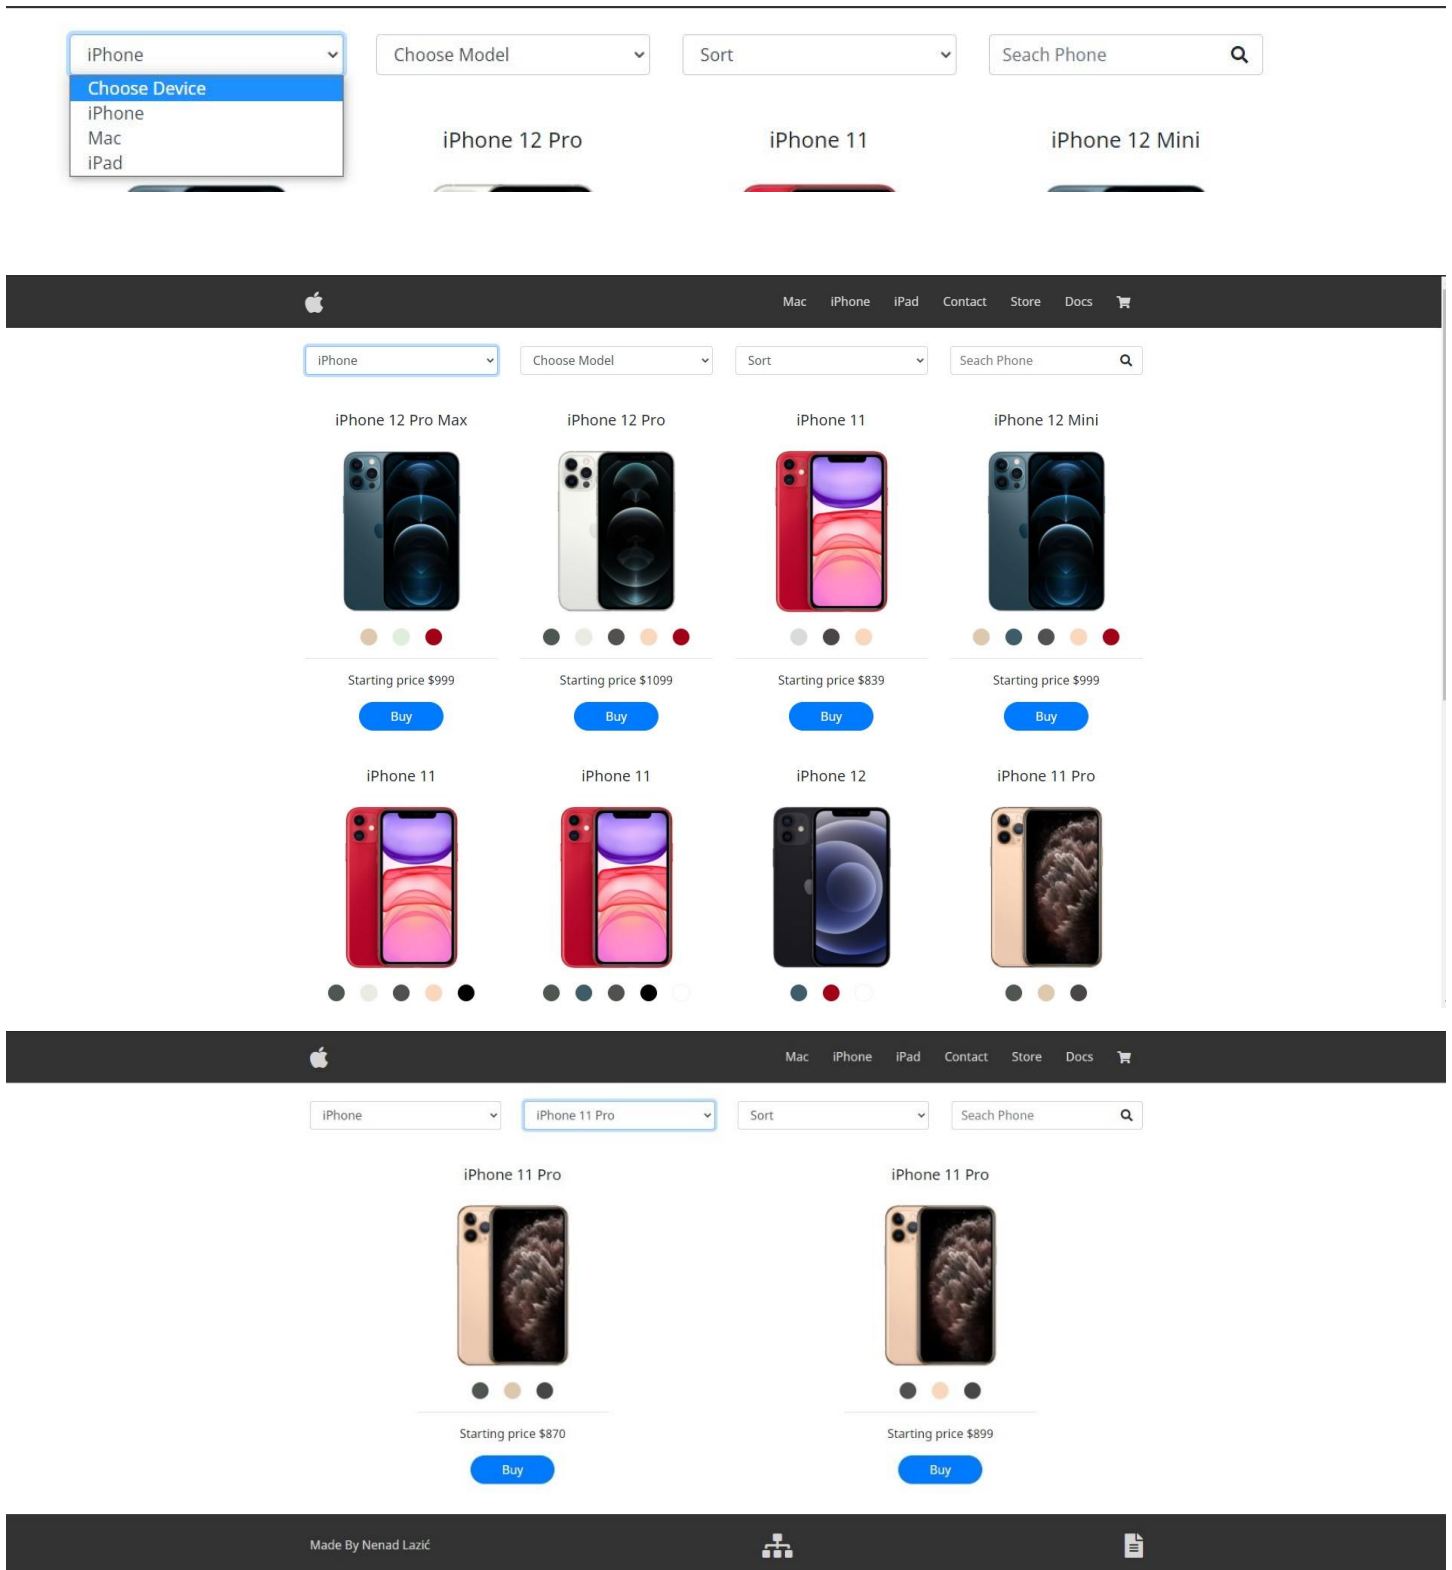 iPhone Choose Model Sort Seach Phone
Choose Device
iPhone
Mac
iPad
iPhone 12 Pro iPhone 11 iPhone 12 Mini
Mac iPhone iPad Contact Store Docs
iPhone Choose Model Sort Seach Phone
iPhone 12 Pro Max iPhone 12 Pro iPhone 11 iPhone 12 Mini
Starting price $999 Starting price $1099 Starting price $839 Starting price $999
Buy Buy Buy Buy
iPhone 11 iPhone 11 iPhone 12 iPhone 11 Pro
Mac iPhone iPad Contact Store Docs
iPhone iPhone 11 Pro Sort Seach Phone
iPhone 11 Pro iPhone 11 Pro
Starting price $870 Starting price $899
Buy Buy
Made By Nenad Lazić